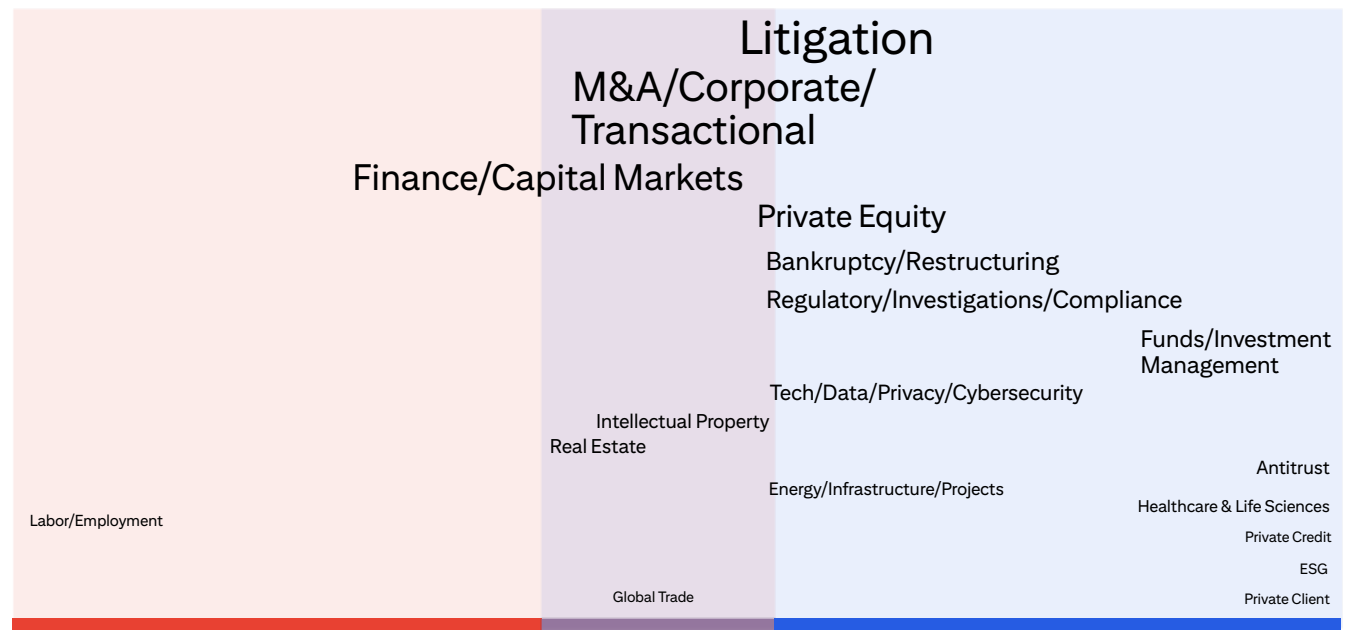 Litigation
M&A/Corporate/
Transactional
Finance/Capital Markets
Private Equity
Bankruptcy/Restructuring
Regulatory/Investigations/Compliance
Funds/Investment
Management
Tech/Data/Privacy/Cybersecurity
Intellectual Property
Real Estate
Antitrust
Energy/Infrastructure/Projects
Healthcare & Life Sciences
Labor/Employment
Private Credit
ESG
Global Trade
Private Client